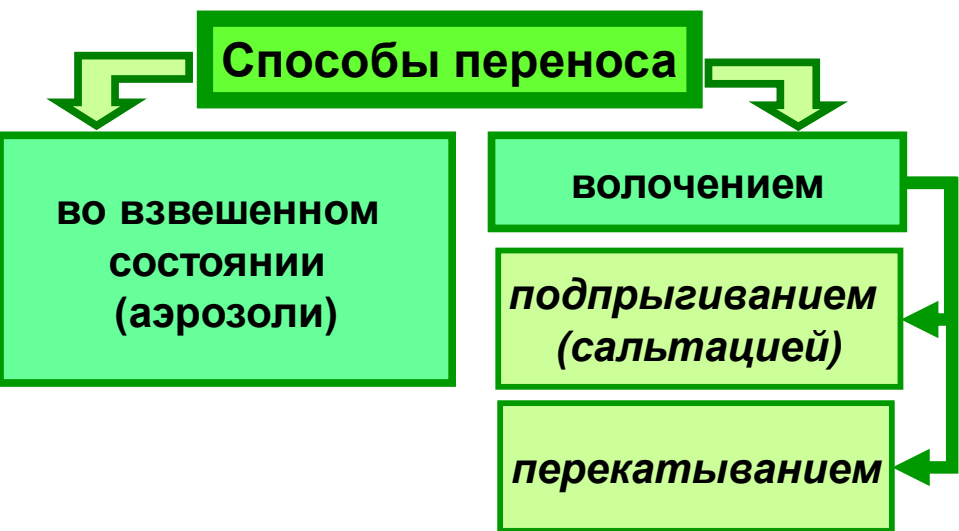 Способы переноса
во взвешенном
состоянии
(аэрозоли)
волочением
подпрыгиванием
(сальтацией)
перекатыванием